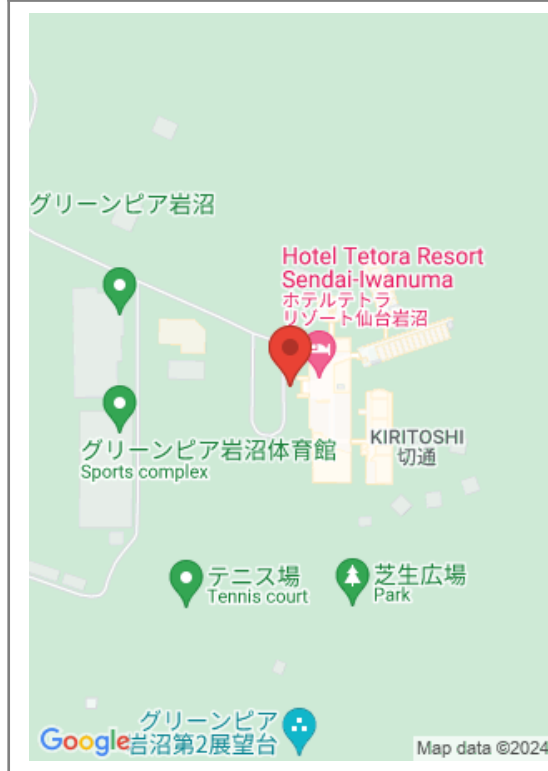 グリーンピア岩沼
Hotel Tetora Resort
Sendai-Iwanuma
ホテルテトラ
リゾート仙台岩沼
グリーンピア岩沼体育館
Sports complex
KIRITOSHI
切通
テニス場
Tennis court
芝生広場
Park
グリーンピア
岩沼第2展望台
Google
Map data ©2024